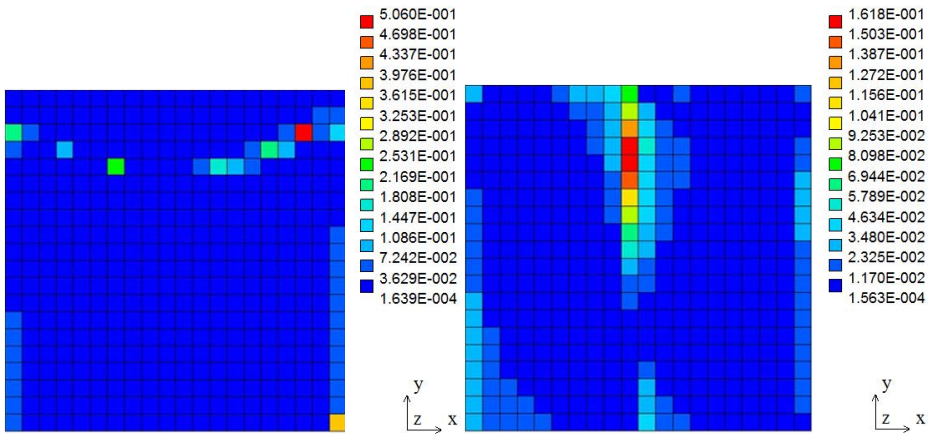 5.060E-001
4.698E-001
4.337E-001
3.976E-001
3.615E-001
3.253E-001
2.892E-001
2.531E-001
2.169E-001
1.808E-001
1.447E-001
1.086E-001
7.242E-002
3.629E-002
1.639E-004
y
z x
1.618E-001
1.503E-001
1.387E-001
1.272E-001
1.156E-001
1.041E-001
9.253E-002
8.098E-002
6.944E-002
5.789E-002
4.634E-002
3.480E-002
2.325E-002
1.170E-002
1.563E-004
y
z x